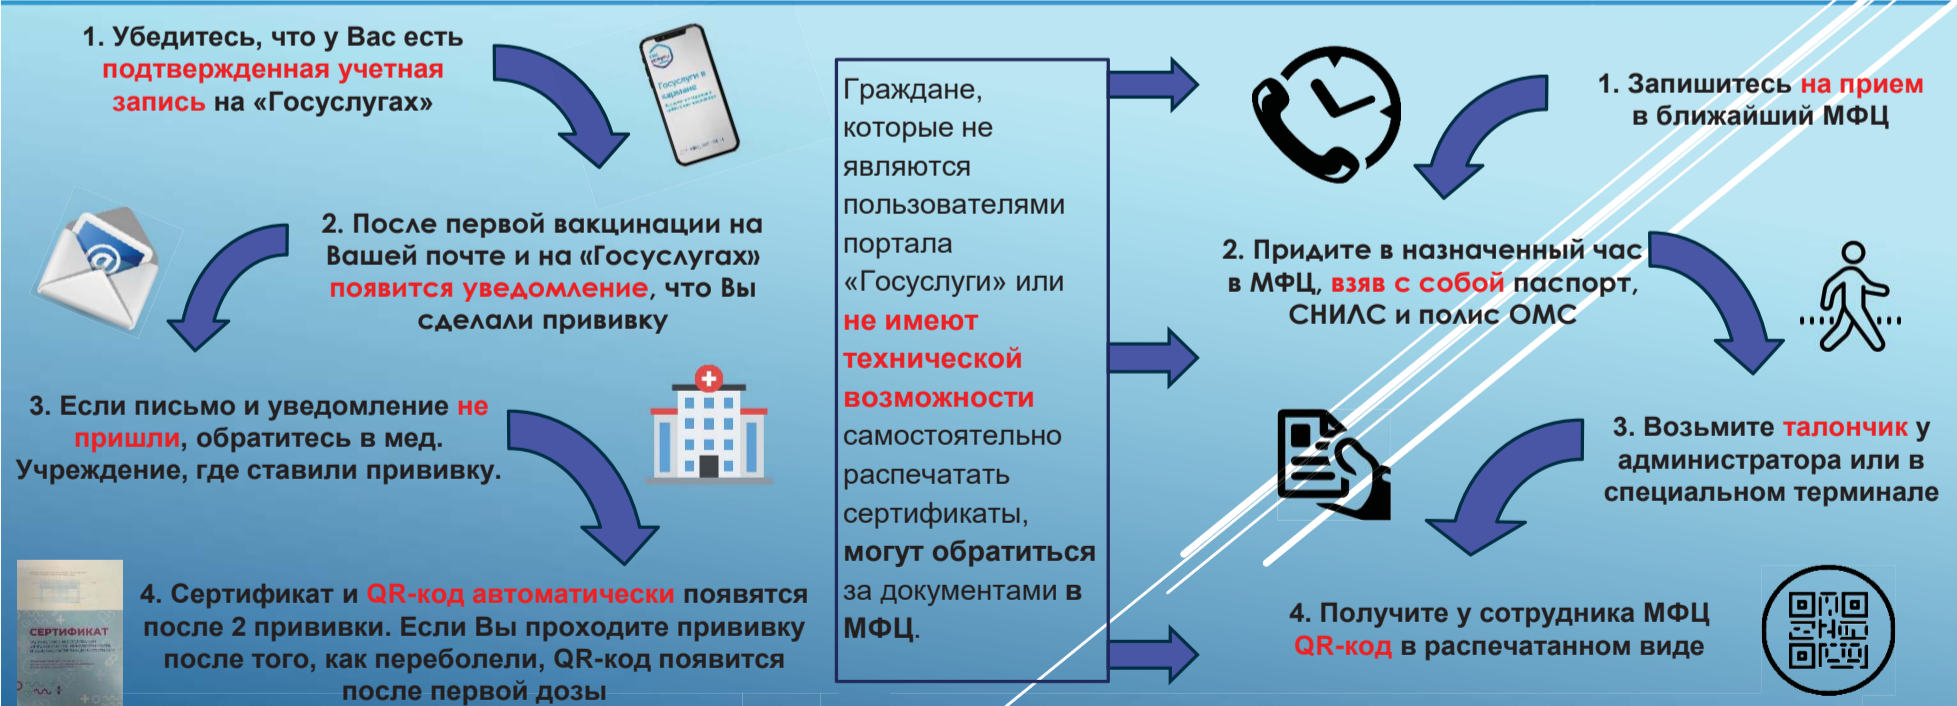 1. Убедитесь, что у Вас есть
подтвержденная учетная
запись на «Госуслугах»
Госуслуги в
кармане
2. После первой вакцинации на
Вашей почте и на «Госуслугах»
появится уведомление, что Вы
сделали прививку
3. Если письмо и уведомление не
пришли, обратитесь в мед.
Учреждение, где ставили прививку.
СЕРТИФИКАТ
4. Сертификат и QR-код автоматически появятся
после 2 прививки. Если Вы проходите прививку
после того, как переболели, QR-код появится
после первой дозы
Граждане,
которые не
являются
пользователями
портала
«Госуслуги» или
не имеют
технической
возможности
самостоятельно
распечатать
сертификаты,
могут обратиться
за документами в
МФЦ.
1. Запишитесь на прием
в ближайший МФЦ
2. Придите в назначенный час
в МФЦ, взяв с собой паспорт,
СНИЛС и полис ОМС
3. Возьмите талончик у
администратора или в
специальном терминале
4. Получите у сотрудника МФЦ
QR-код в распечатанном виде